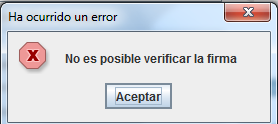 Ha ocurrido un error
No es posible verificar la firma
Aceptar